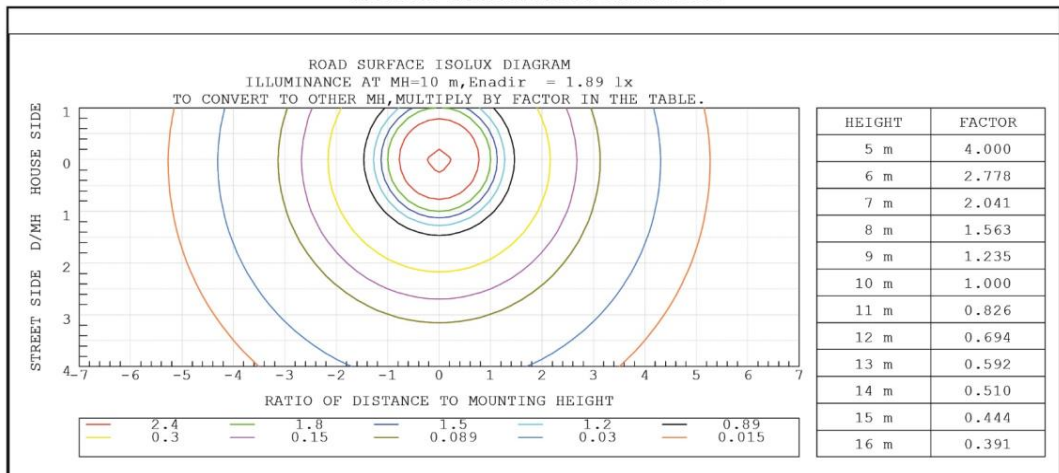 ROAD SURFACE ISOLUX DIAGRAM
ILLUMINANCE AT MH=10 m,Enadir = 1.89 lx
TO CONVERT TO OTHER MH,MULTIPLY BY FACTOR IN THE TABLE.
STREET SIDE D/MH HOUSE SIDE
1
0
1
2
3
4
-7 -6 -5 -4 -3 -2 -1 0 1 2 3 4 5 6 7
RATIO OF DISTANCE TO MOUNTING HEIGHT
2.4 1.8 1.5 1.2 0.89
0.3 0.15 0.089 0.03 0.015
HEIGHT FACTOR
5 m 4.000
6 m 2.778
7 m 2.041
8 m 1.563
9 m 1.235
10 m 1.000
11 m 0.826
12 m 0.694
13 m 0.592
14 m 0.510
15 m 0.444
16 m 0.391